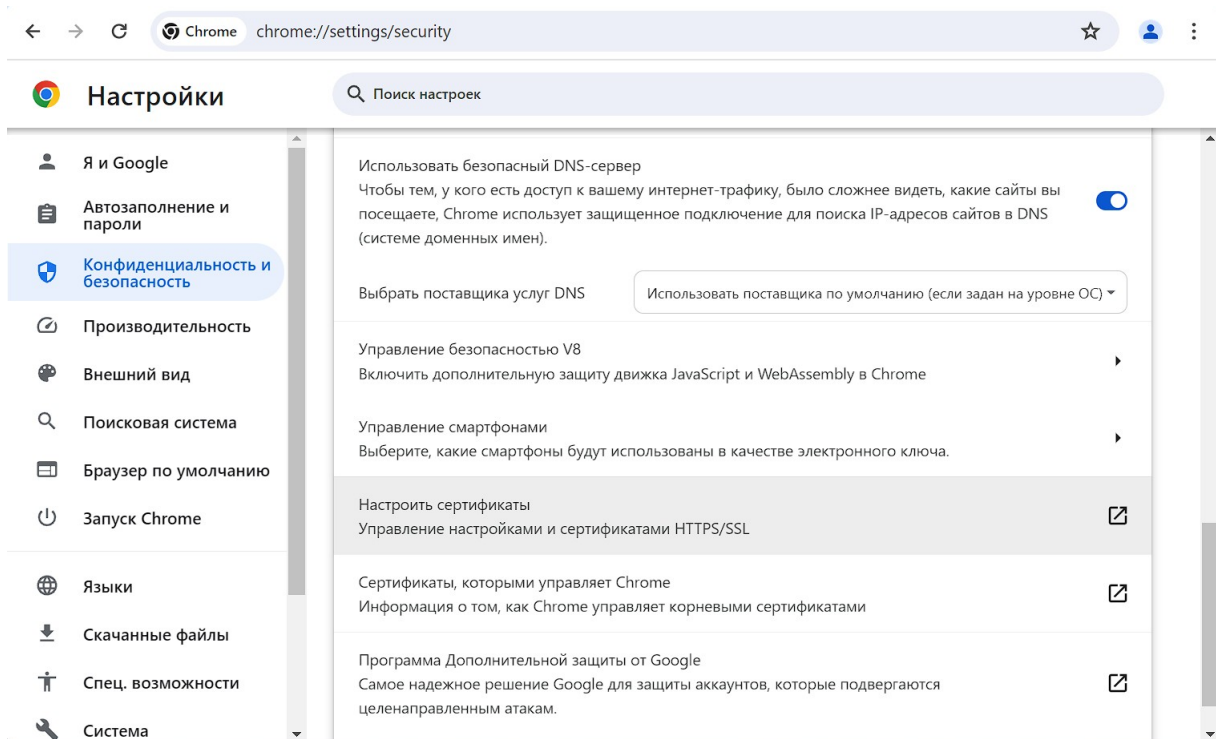 Chrome
chrome://settings/security
Настройки
Поиск настроек
Я и Google
Автозаполнение и
пароли
Конфиденциальность и
безопасность
Производительность
Внешний вид
Поисковая система
Браузер по умолчанию
Запуск Chrome
Языки
Скачанные файлы
Спец. возможности
Система
Использовать безопасный DNS-сервер
Чтобы тем, у кого есть доступ к вашему интернет-трафику, было сложнее видеть, какие сайты вы
посещаете, Chrome использует защищенное подключение для поиска IP-адресов сайтов в DNS
(системе доменных имен).
Выбрать поставщика услуг DNS
Использовать поставщика по умолчанию (если задан на уровне ОС)
Управление безопасностью V8
Включить дополнительную защиту движка JavaScript и WebAssembly в Chrome
Управление смартфонами
Выберите, какие смартфоны будут использованы в качестве электронного ключа.
Настроить сертификаты
Управление настройками и сертификатами HTTPS/SSL
Сертификаты, которыми управляет Chrome
Информация о том, как Chrome управляет корневыми сертификатами
Программа Дополнительной защиты от Google
Самое надежное решение Google для защиты аккаунтов, которые подвергаются
целенаправленным атакам.